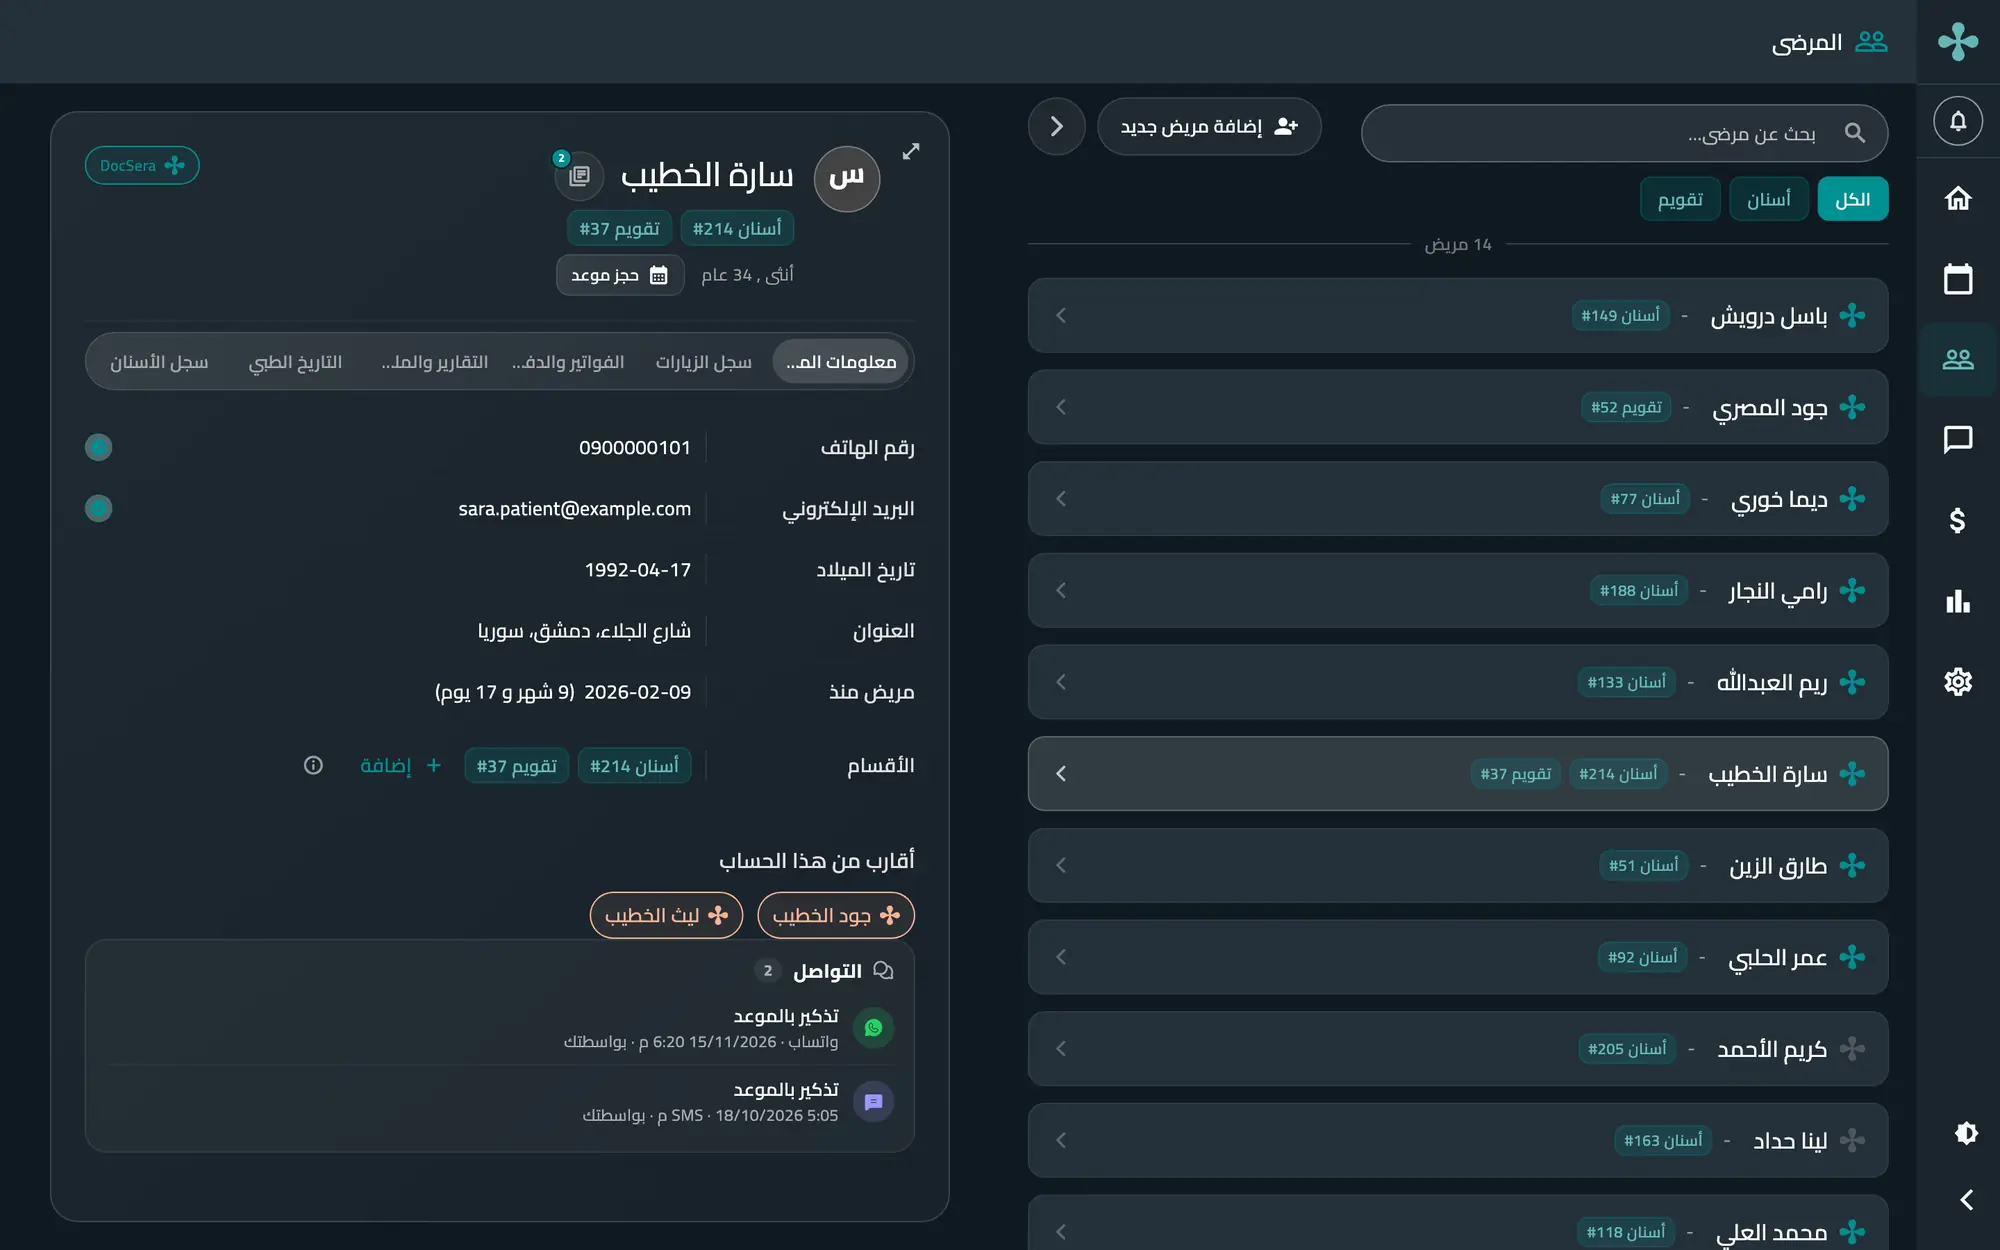 المرضى
بحث عن مرضى...
إضافة مريض جديد
الكل
أسنان
تقويم
14 مريض
باسل درويش - أسنان 149#
جود المصري - تقويم 52#
ديما خوري - أسنان 77#
رامي النجار - أسنان 188#
ريم العبدالله - أسنان 133#
سارة الخطيب - أسنان 214# تقويم 37#
طارق الزين - أسنان 51#
عمر الحلبي - أسنان 92#
كريم الأحمد - أسنان 205#
لينا حداد - أسنان 163#
محمد العلي - أسنان 118#
س
سارة الخطيب
2
DocSera
أسنان 214# تقويم 37#
أنثى , 34 عام
حجز موعد
معلومات المـ...
سجل الزيارات
الفواتير والدفـ...
التقارير والملـ...
التاريخ الطبي
سجل الأسنان
رقم الهاتف 0900000101
البريد الإلكتروني sara.patient@example.com
تاريخ الميلاد 1992-04-17
العنوان شارع الجلاء، دمشق، سوريا
مريض منذ 2026-02-09 (9 شهر و 17 يوم)
الأقسام أسنان 214# تقويم 37# + إضافة
أقارب من هذا الحساب
جود الخطيب
ليث الخطيب
التواصل 2
تذكير بالموعد
واتساب · 15/11/2026 6:20 م · بواسطتك
تذكير بالموعد
SMS · 18/10/2026 5:05 م · بواسطتك